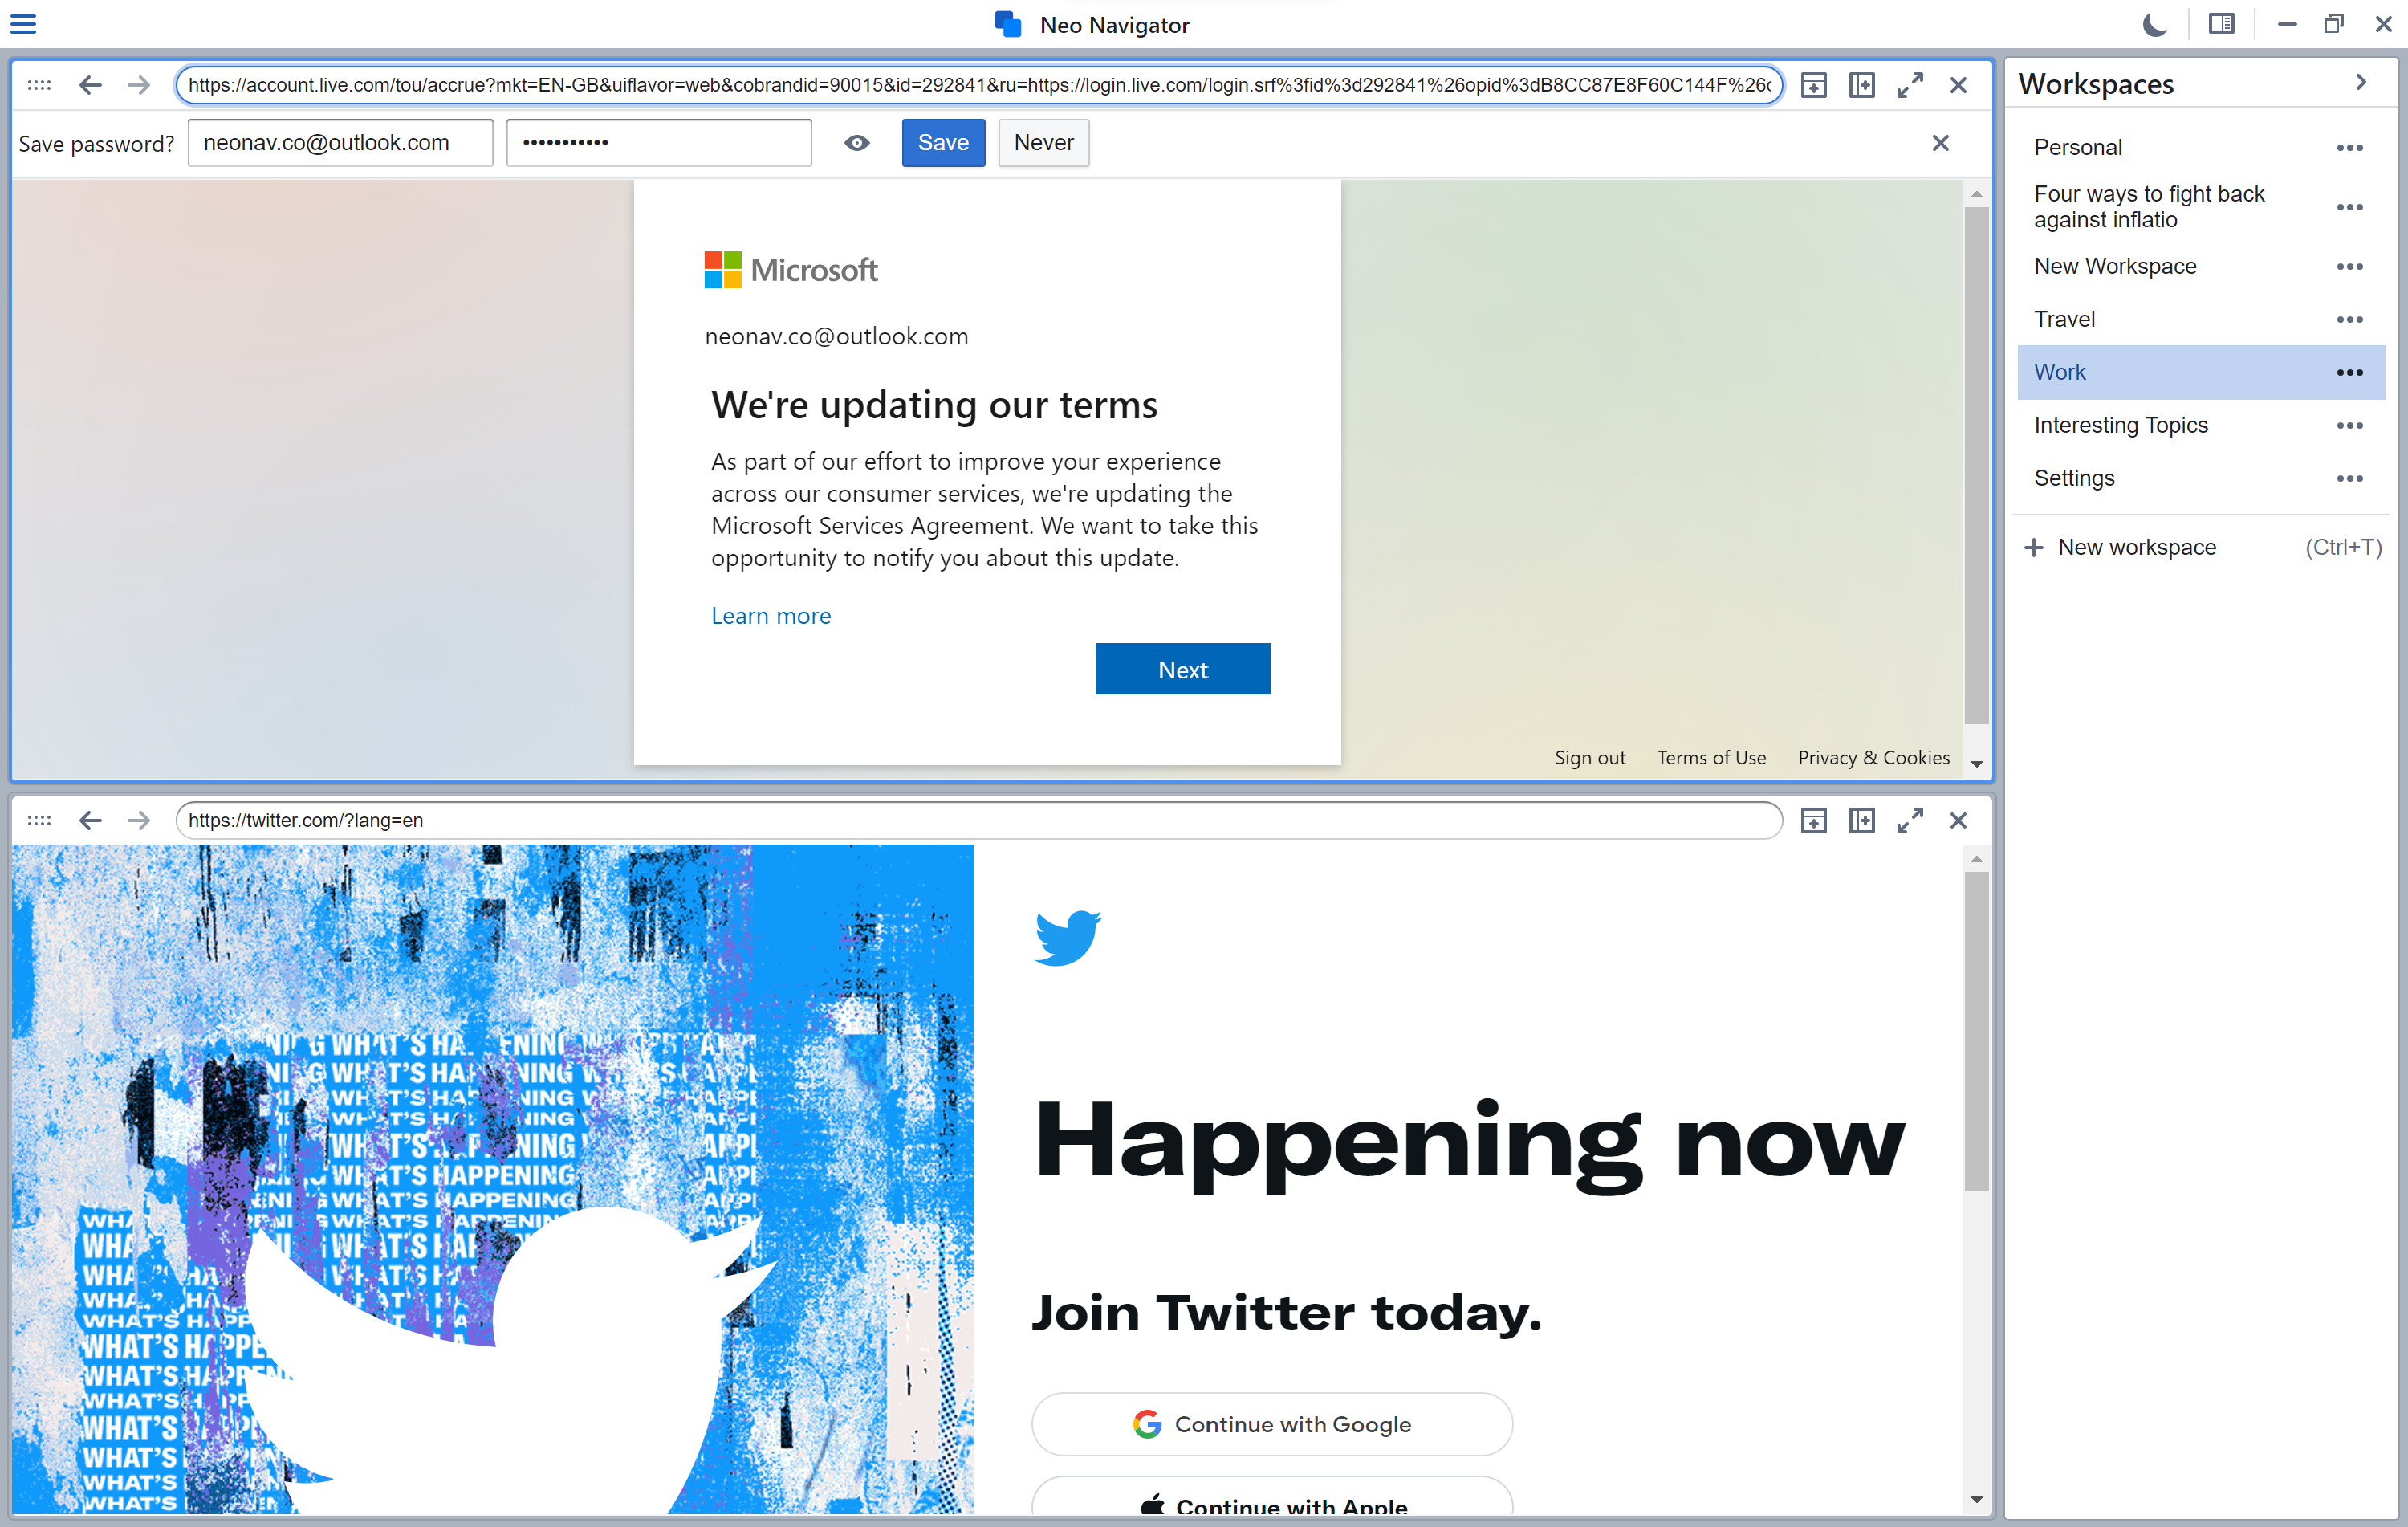 Neo Navigator
https://account.live.com/tou/accrue?mkt=EN-GB&uiflavor=web&cobrandid=90015&id=292841&ru=https://login.live.com/login.srf%3fid%3d292841%26opid%3dB8CC87E8F60C144F%26c
Save password? neonav.co@outlook.com ••••••••••• Save Never
Microsoft
neonav.co@outlook.com
We're updating our terms
As part of our effort to improve your experience
across our consumer services, we're updating the
Microsoft Services Agreement. We want to take this
opportunity to notify you about this update.
Learn more
Next
Sign out Terms of Use Privacy & Cookies
https://twitter.com/?lang=en
WHAT'S HAPPENING
Happening now
Join Twitter today.
Continue with Google
Continue with Apple
Workspaces
Personal
Four ways to fight back
against inflatio
New Workspace
Travel
Work
Interesting Topics
Settings
New workspace (Ctrl+T)